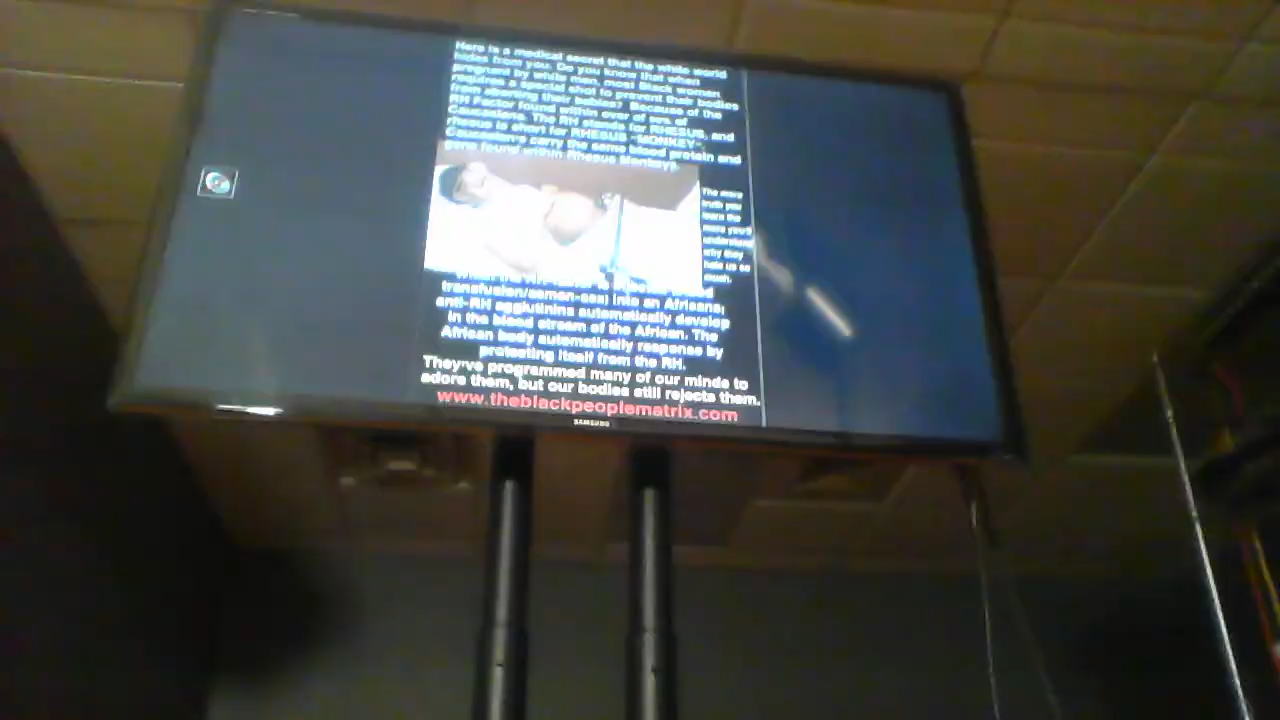 Here is a medical secret that the white world
hides from you. Do you know that when
pregnant by white men, most Black women
requires a special shot to prevent their bodies
from aborting their babies? Because of the
RH Factor found within over of 85% of
Caucasians. The RH stands for RHESUS, and
rhesus is short for RHESUS "MONKEY".
Caucasian's carry the same blood protein and
gene found within Rhesus Monkeys.
The more
truth you
learn the
more you'll
understand
why they
hate us so
much.
transfusion/semen-sex) into an Africans;
anti-RH agglutinins automatically develop
in the blood stream of the African. The
African body automatically response by
protecting itself from the RH.
They've programmed many of our minds to
adore them, but our bodies still rejects them.
www.theblackpeoplematrix.com
SAMSUNG